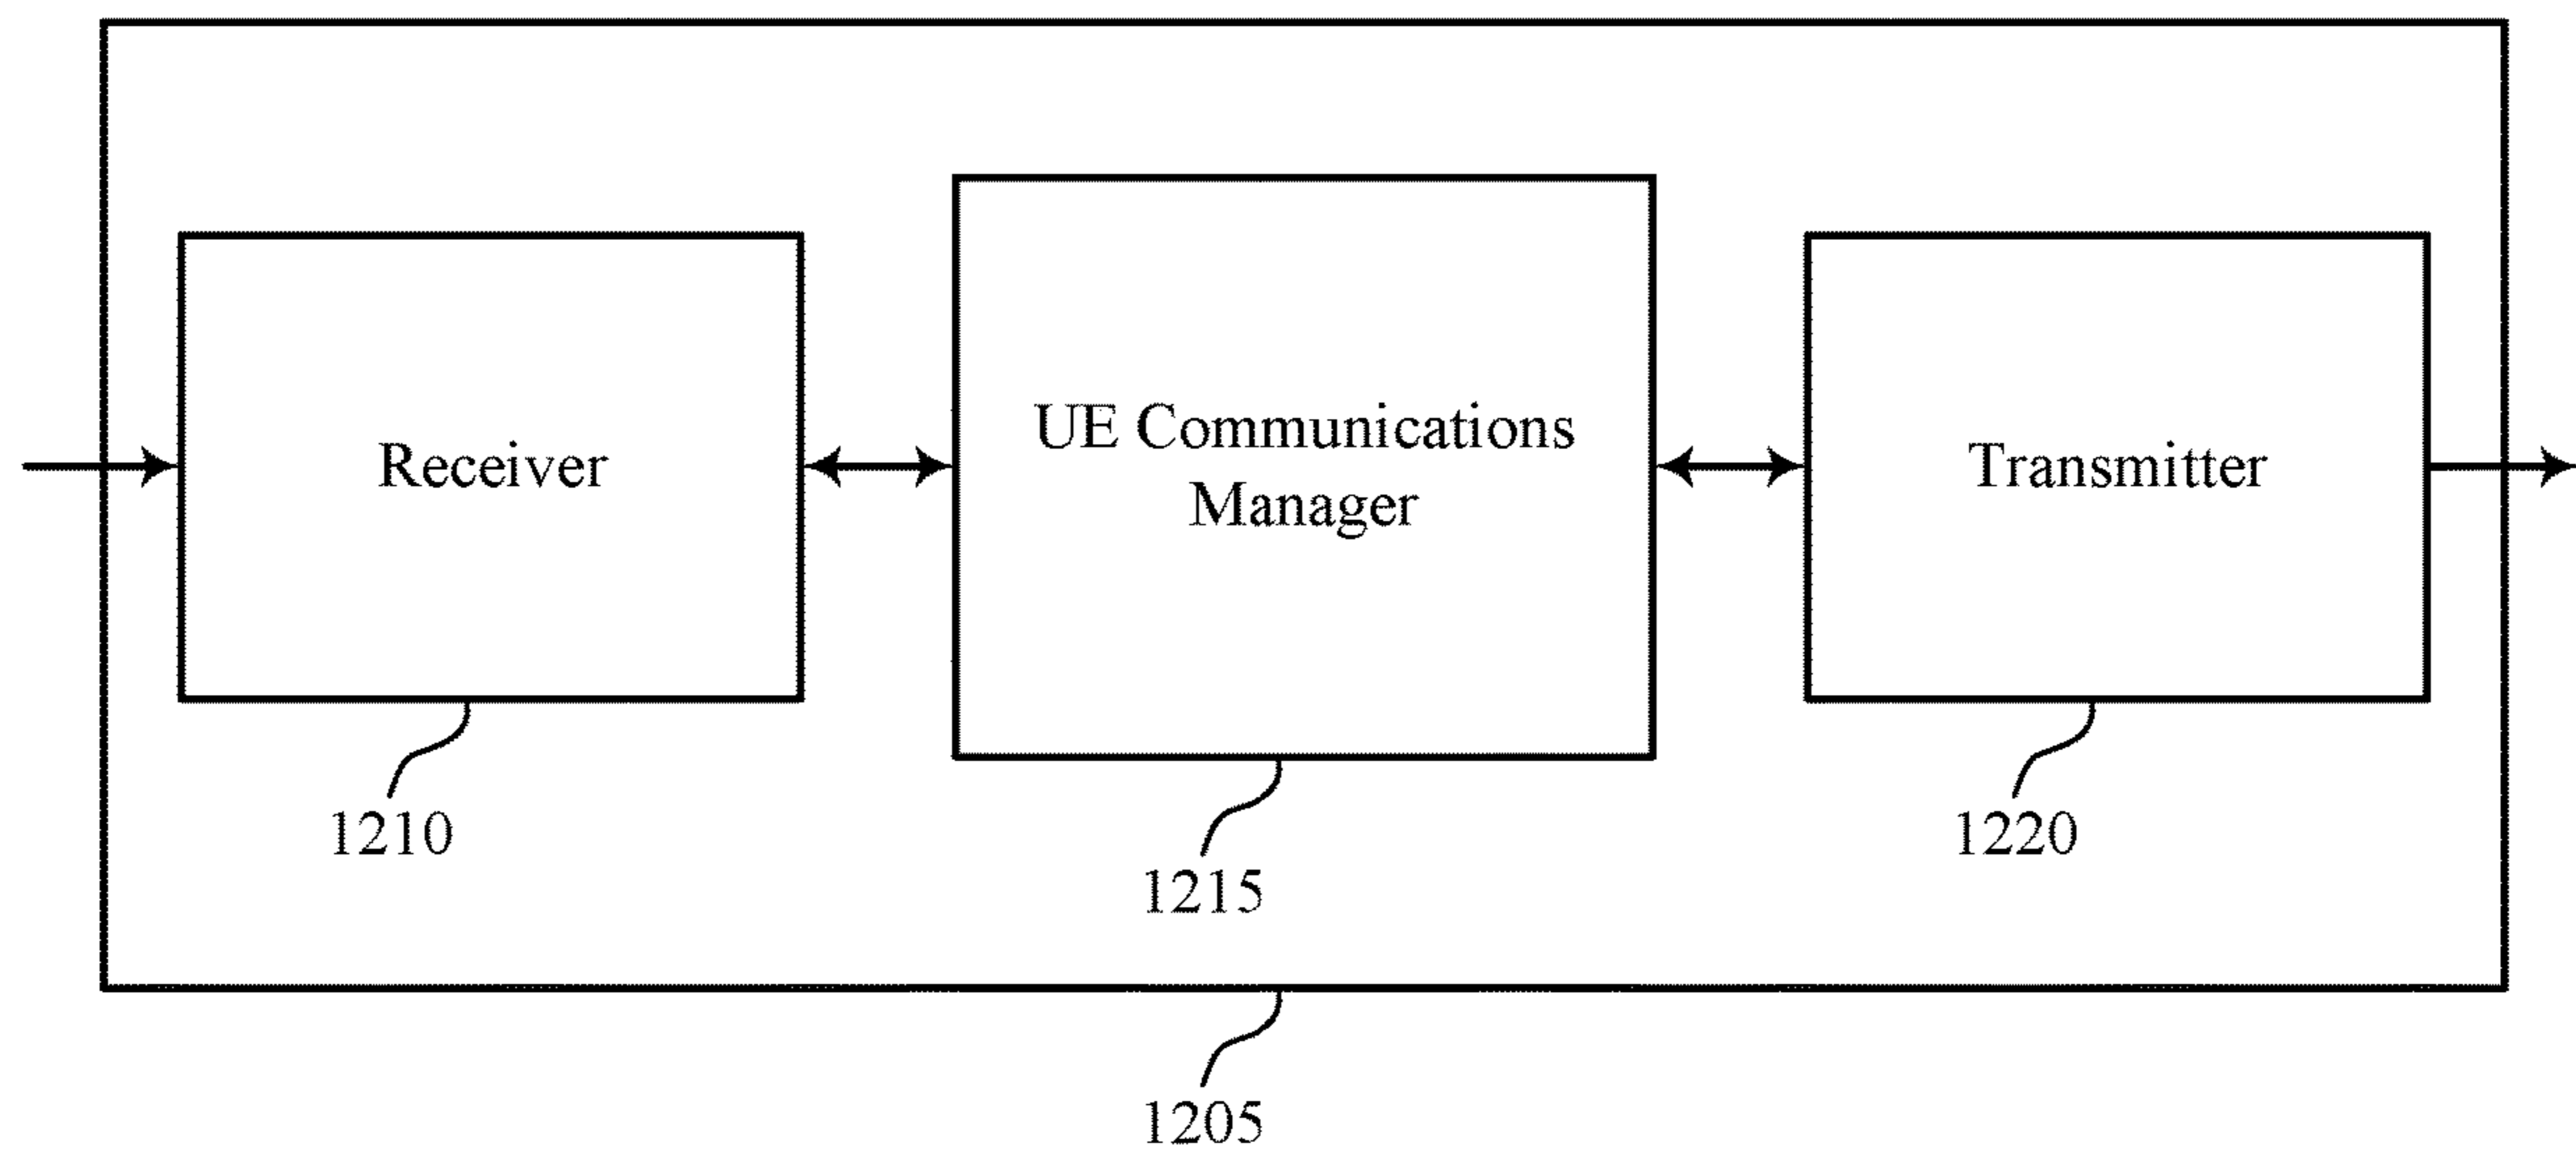 Receiver
UE Communications
Manager
Transmitter
1210
1215
1220
1205